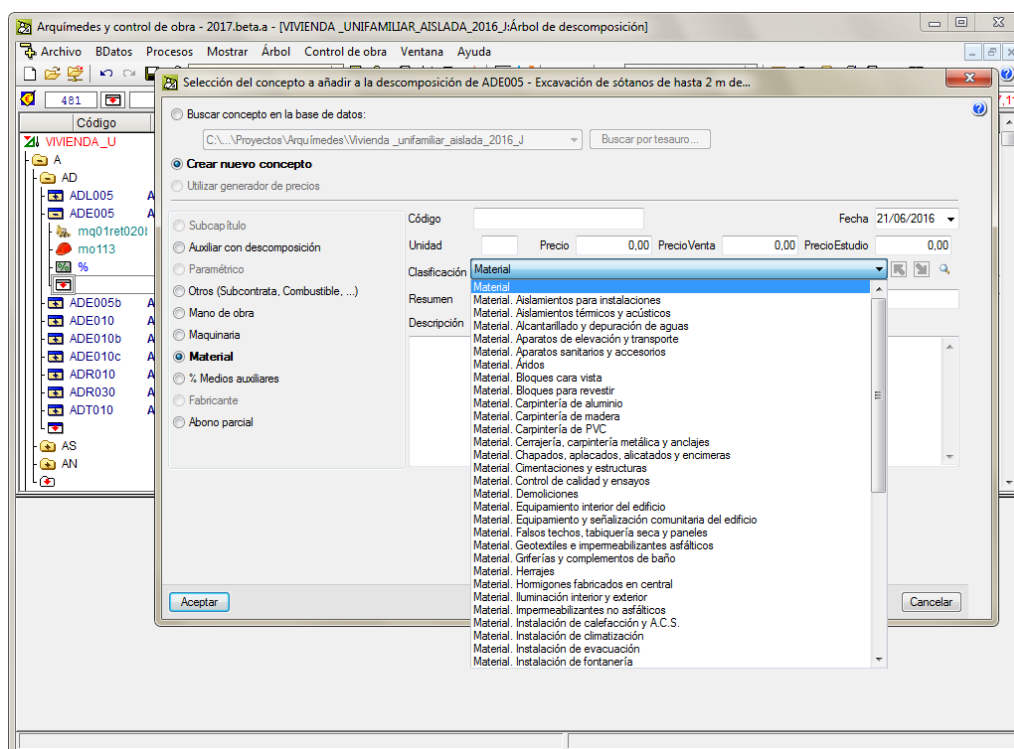 Arquímedes y control de obra - 2017.beta.a - [VIVIENDA _UNIFAMILIAR_AISLADA_2016_J:Árbol de descomposición]
Archivo BDatos Procesos Mostrar Árbol Control de obra Ventana Ayuda
Selección del concepto a añadir a la descomposición de ADE005 - Excavación de sótanos de hasta 2 m de...
481
Código
VIVIENDA_U
A
AD
ADL005 A
ADE005 A
mq01ret020l
mo113
%
ADE005b A
ADE010 A
ADE010b A
ADE010c A
ADR010 A
ADR030 A
ADT010 A
AS
AN
Buscar concepto en la base de datos:
C:\...\Proyectos\Arquímedes\Vivienda _unifamiliar_aislada_2016_J
Buscar por tesauro...
Crear nuevo concepto
Utilizar generador de precios
Subcapítulo
Auxiliar con descomposición
Paramétrico
Otros (Subcontrata, Combustible, ...)
Mano de obra
Maquinaria
Material
% Medios auxiliares
Fabricante
Abono parcial
Código
Fecha 21/06/2016
Unidad Precio 0,00 Precio Venta 0,00 Precio Estudio 0,00
Clasificación Material
Resumen
Descripción
Material
Material. Aislamientos para instalaciones
Material. Aislamientos térmicos y acústicos
Material. Alcantarillado y depuración de aguas
Material. Aparatos de elevación y transporte
Material. Aparatos sanitarios y accesorios
Material. Áridos
Material. Bloques cara vista
Material. Bloques para revestir
Material. Carpintería de aluminio
Material. Carpintería de madera
Material. Carpintería de PVC
Material. Cerrajería, carpintería metálica y anclajes
Material. Chapados, aplacados, alicatados y encimeras
Material. Cimentaciones y estructuras
Material. Control de calidad y ensayos
Material. Demoliciones
Material. Equipamiento interior del edificio
Material. Equipamiento y señalización comunitaria del edificio
Material. Falsos techos, tabiquería seca y paneles
Material. Geotextiles e impermeabilizantes asfálticos
Material. Griferías y complementos de baño
Material. Herrajes
Material. Hormigones fabricados en central
Material. Iluminación interior y exterior
Material. Impermeabilizantes no asfálticos
Material. Instalación de calefacción y A.C.S.
Material. Instalación de climatización
Material. Instalación de evacuación
Material. Instalación de fontanería
Aceptar
Cancelar